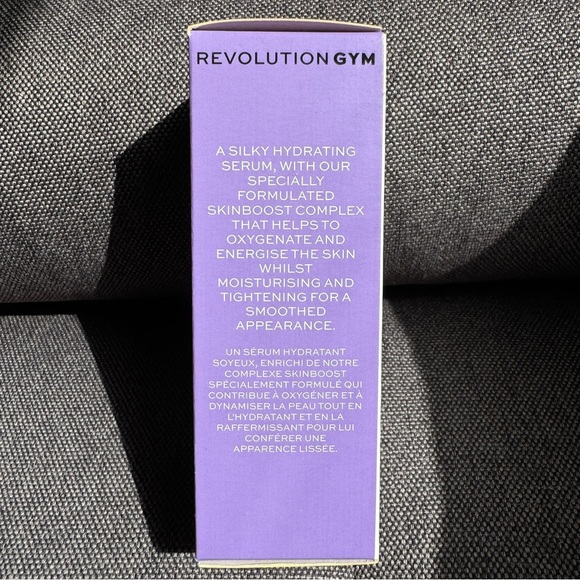 REVOLUTION GYM
A SILKY HYDRATING
SERUM, WITH OUR
SPECIALLY
FORMULATED
SKINBOOST COMPLEX
THAT HELPS TO
OXYGENATE AND
ENERGISE THE SKIN
WHILST
MOISTURISING AND
TIGHTENING FOR A
SMOOTHED
APPEARANCE.
UN SÉRUM HYDRATANT
SOYEUX, ENRICHI DE NOTRE
COMPLEXE SKINBOOST
SPÉCIALEMENT FORMULÉ QUI
CONTRIBUE À OXYGÉNER ET À
DYNAMISER LA PEAU TOUT EN
L'HYDRATANT ET EN LA
RAFFERMISSANT POUR LUI
CONFÉRER UNE
APPARENCE LISSÉE.